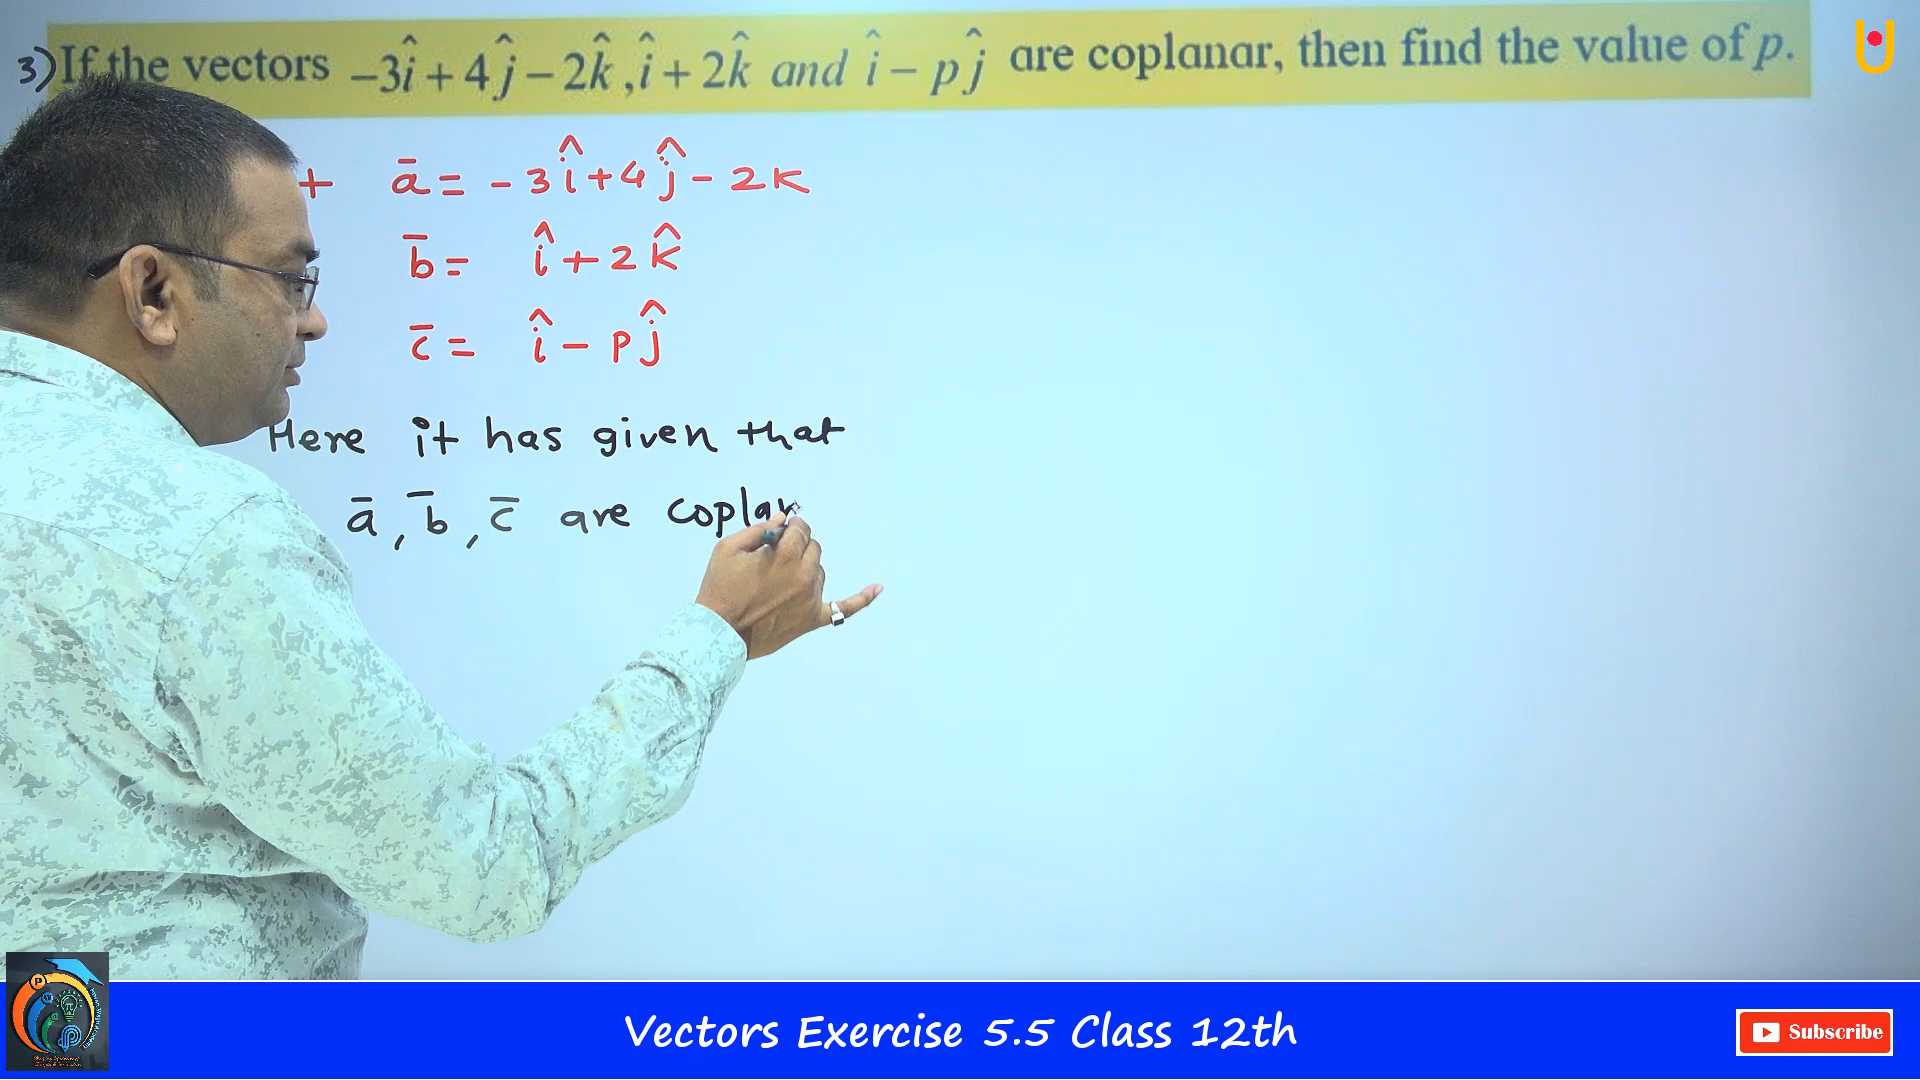 3) If the vectors −3î + 4ĵ − 2k̂, î + 2k̂ and î − pĵ are coplanar, then find the value of p.
+ a̅ = - 3î + 4ĵ - 2k
b̅ = î + 2k̂
c̅ = î - pĵ
Here it has given that
a̅, b̅, c̅ are coplan
Vectors Exercise 5.5 Class 12th
Subscribe